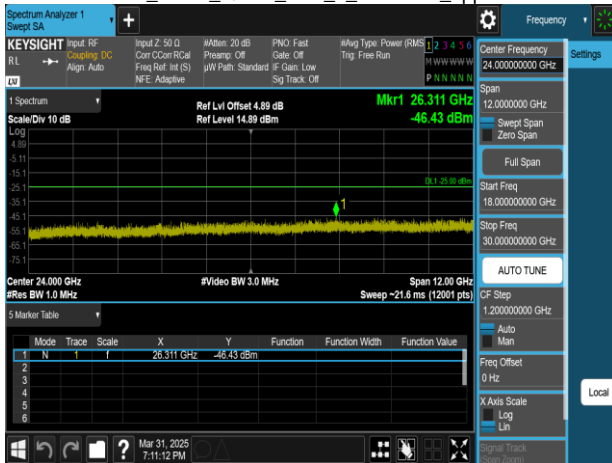 Spectrum Analyzer 1
Swept SA
Frequency
KEYSIGHT
RL
Input: RF
Coupling: DC
Align: Auto
Input Z: 50 Ω
Corr CCorr RCal
Freq Ref: Int (S)
NFE: Adaptive
#Atten: 20 dB
Preamp: Off
µW Path: Standard
PNO: Fast
Gate: Off
IF Gain: Low
Sig Track: Off
#Avg Type: Power (RMS
Trig: Free Run
1 2 3 4 5 6
M W W W W W
P N N N N N
LXI
1 Spectrum
Scale/Div 10 dB
Log
Ref Lvl Offset 4.89 dB
Ref Level 14.89 dBm
Mkr1 26.311 GHz
-46.43 dBm
4.89
-5.11
-15.1
-25.1
-35.1
-45.1
-55.1
-65.1
-75.1
DL1 -25.00 dBm
1
Center 24.000 GHz
#Res BW 1.0 MHz
#Video BW 3.0 MHz
Span 12.00 GHz
Sweep ~21.6 ms (12001 pts)
5 Marker Table
Mode Trace Scale X Y Function Function Width Function Value
1 N 1 f 26.311 GHz -46.43 dBm
2
3
4
5
6
Mar 31, 2025
7:11:12 PM
Center Frequency
24.000000000 GHz
Settings
Span
12.0000000 GHz
Swept Span
Zero Span
Full Span
Start Freq
18.000000000 GHz
Stop Freq
30.000000000 GHz
AUTO TUNE
CF Step
1.200000000 GHz
Auto
Man
Freq Offset
0 Hz
Local
X Axis Scale
Log
Lin
Signal Track
(Span Zoom)